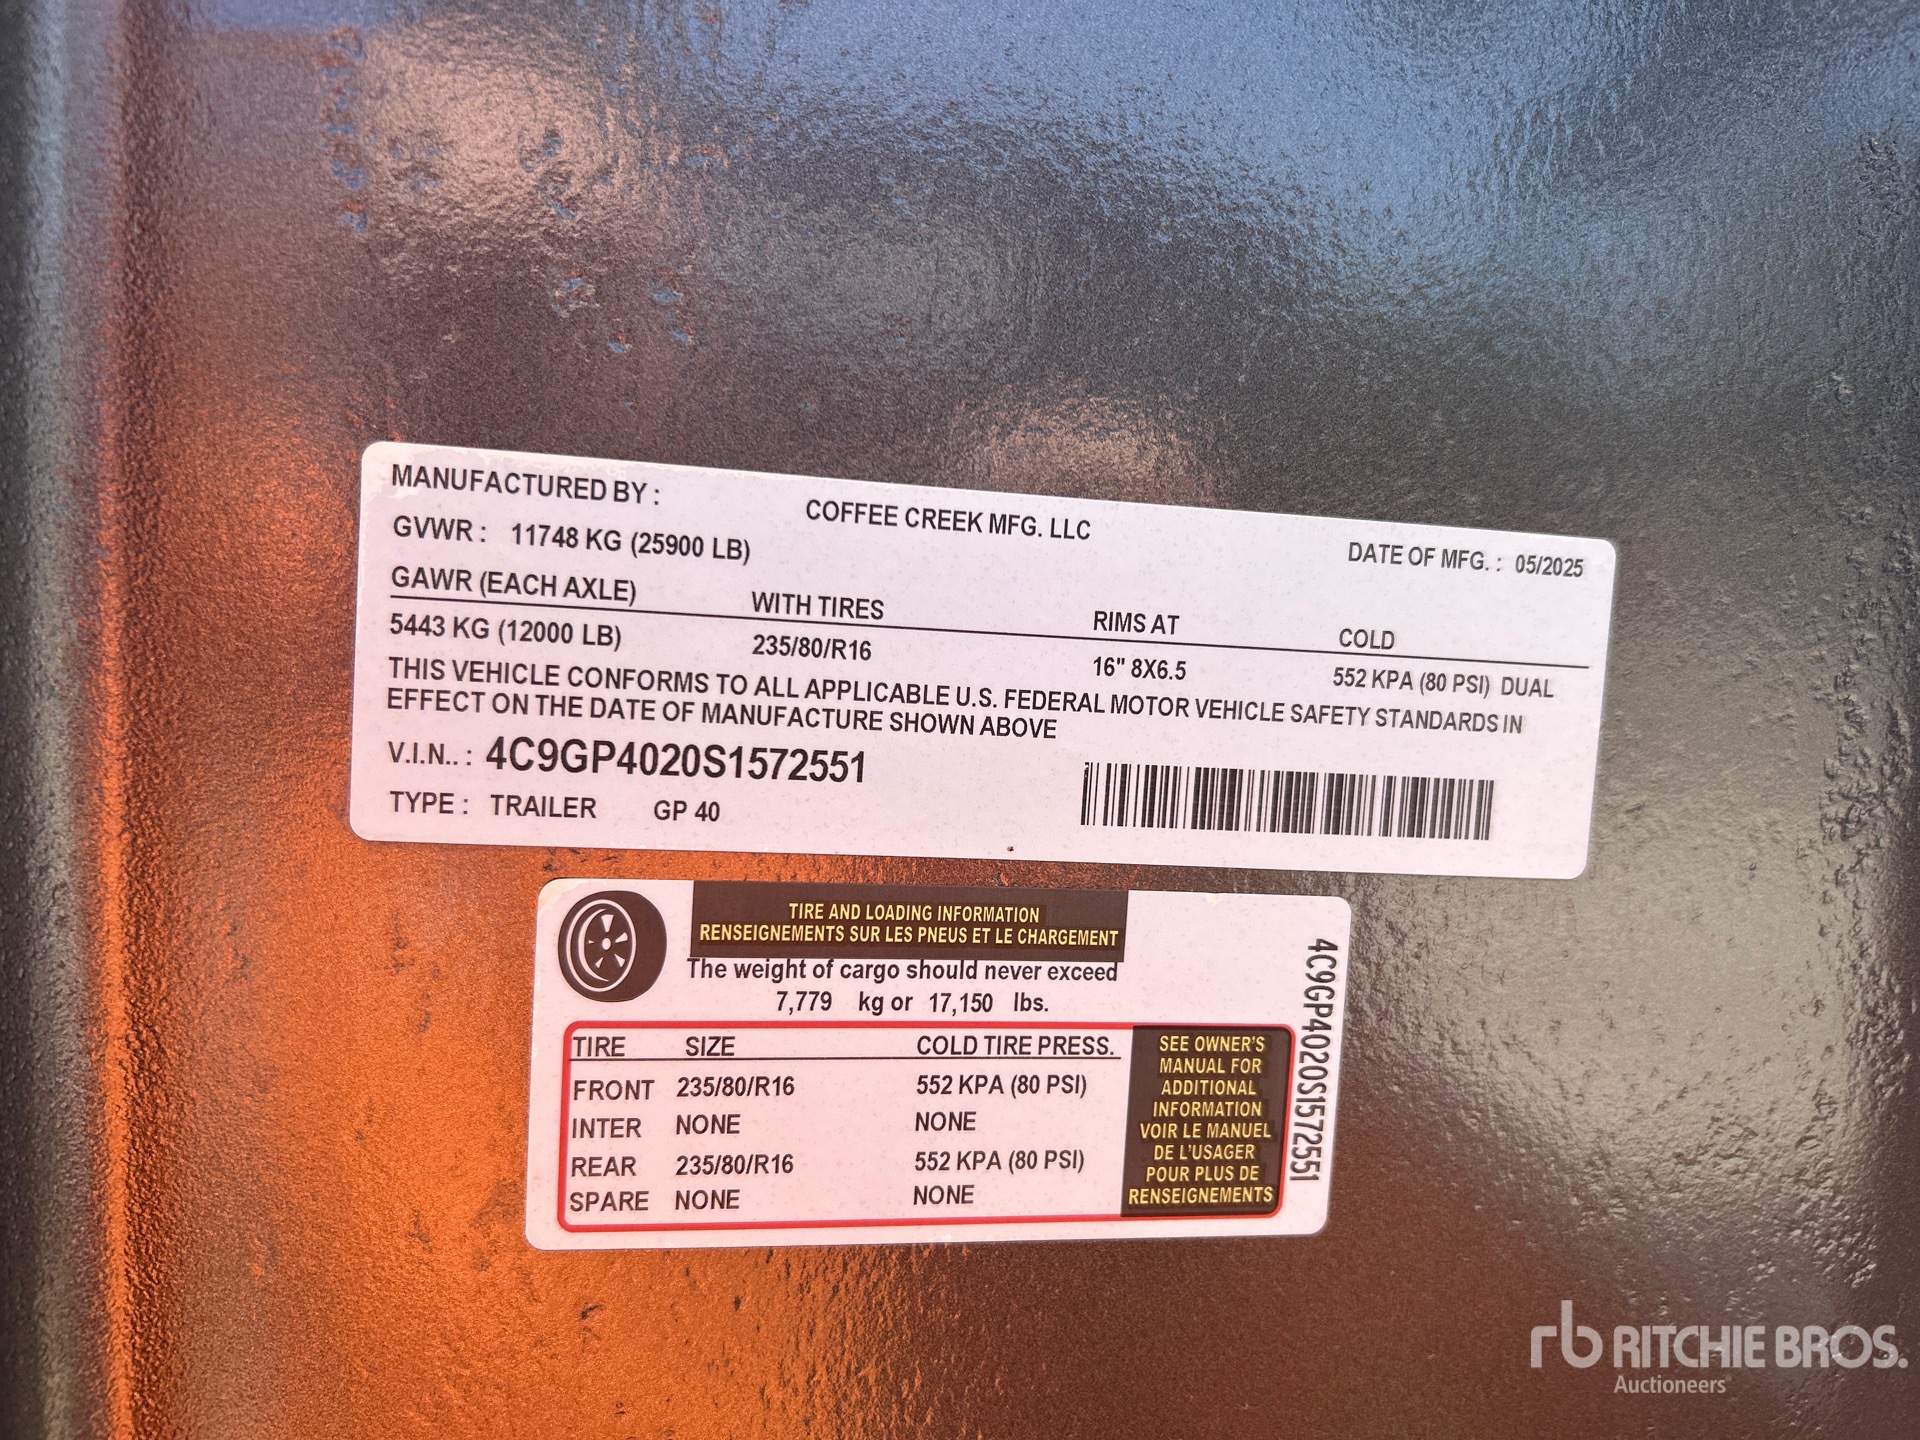 MANUFACTURED BY : COFFEE CREEK MFG. LLC DATE OF MFG. : 05/2025
GVWR : 11748 KG (25900 LB)
GAWR (EACH AXLE) WITH TIRES RIMS AT COLD
5443 KG (12000 LB) 235/80/R16 16" 8X6.5 552 KPA (80 PSI) DUAL
THIS VEHICLE CONFORMS TO ALL APPLICABLE U.S. FEDERAL MOTOR VEHICLE SAFETY STANDARDS IN
EFFECT ON THE DATE OF MANUFACTURE SHOWN ABOVE
V.I.N.. : 4C9GP4020S1572551
TYPE : TRAILER GP 40
TIRE AND LOADING INFORMATION
RENSEIGNEMENTS SUR LES PNEUS ET LE CHARGEMENT
The weight of cargo should never exceed
7,779 kg or 17,150 lbs.
TIRE SIZE COLD TIRE PRESS.
FRONT 235/80/R16 552 KPA (80 PSI)
INTER NONE NONE
REAR 235/80/R16 552 KPA (80 PSI)
SPARE NONE NONE
SEE OWNER'S
MANUAL FOR
ADDITIONAL
INFORMATION
VOIR LE MANUEL
DE L'USAGER
POUR PLUS DE
RENSEIGNEMENTS
4C9GP4020S1572551
rb RITCHIE BROS.
Auctioneers